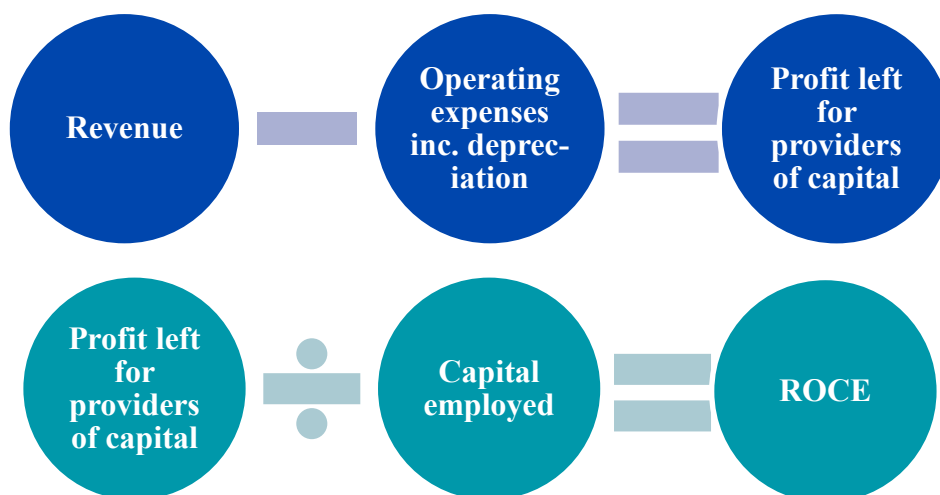 Revenue
Operating
expenses
inc. deprec-
iation
Profit left
for
providers
of capital
Profit left
for
providers
of capital
Capital
employed
ROCE